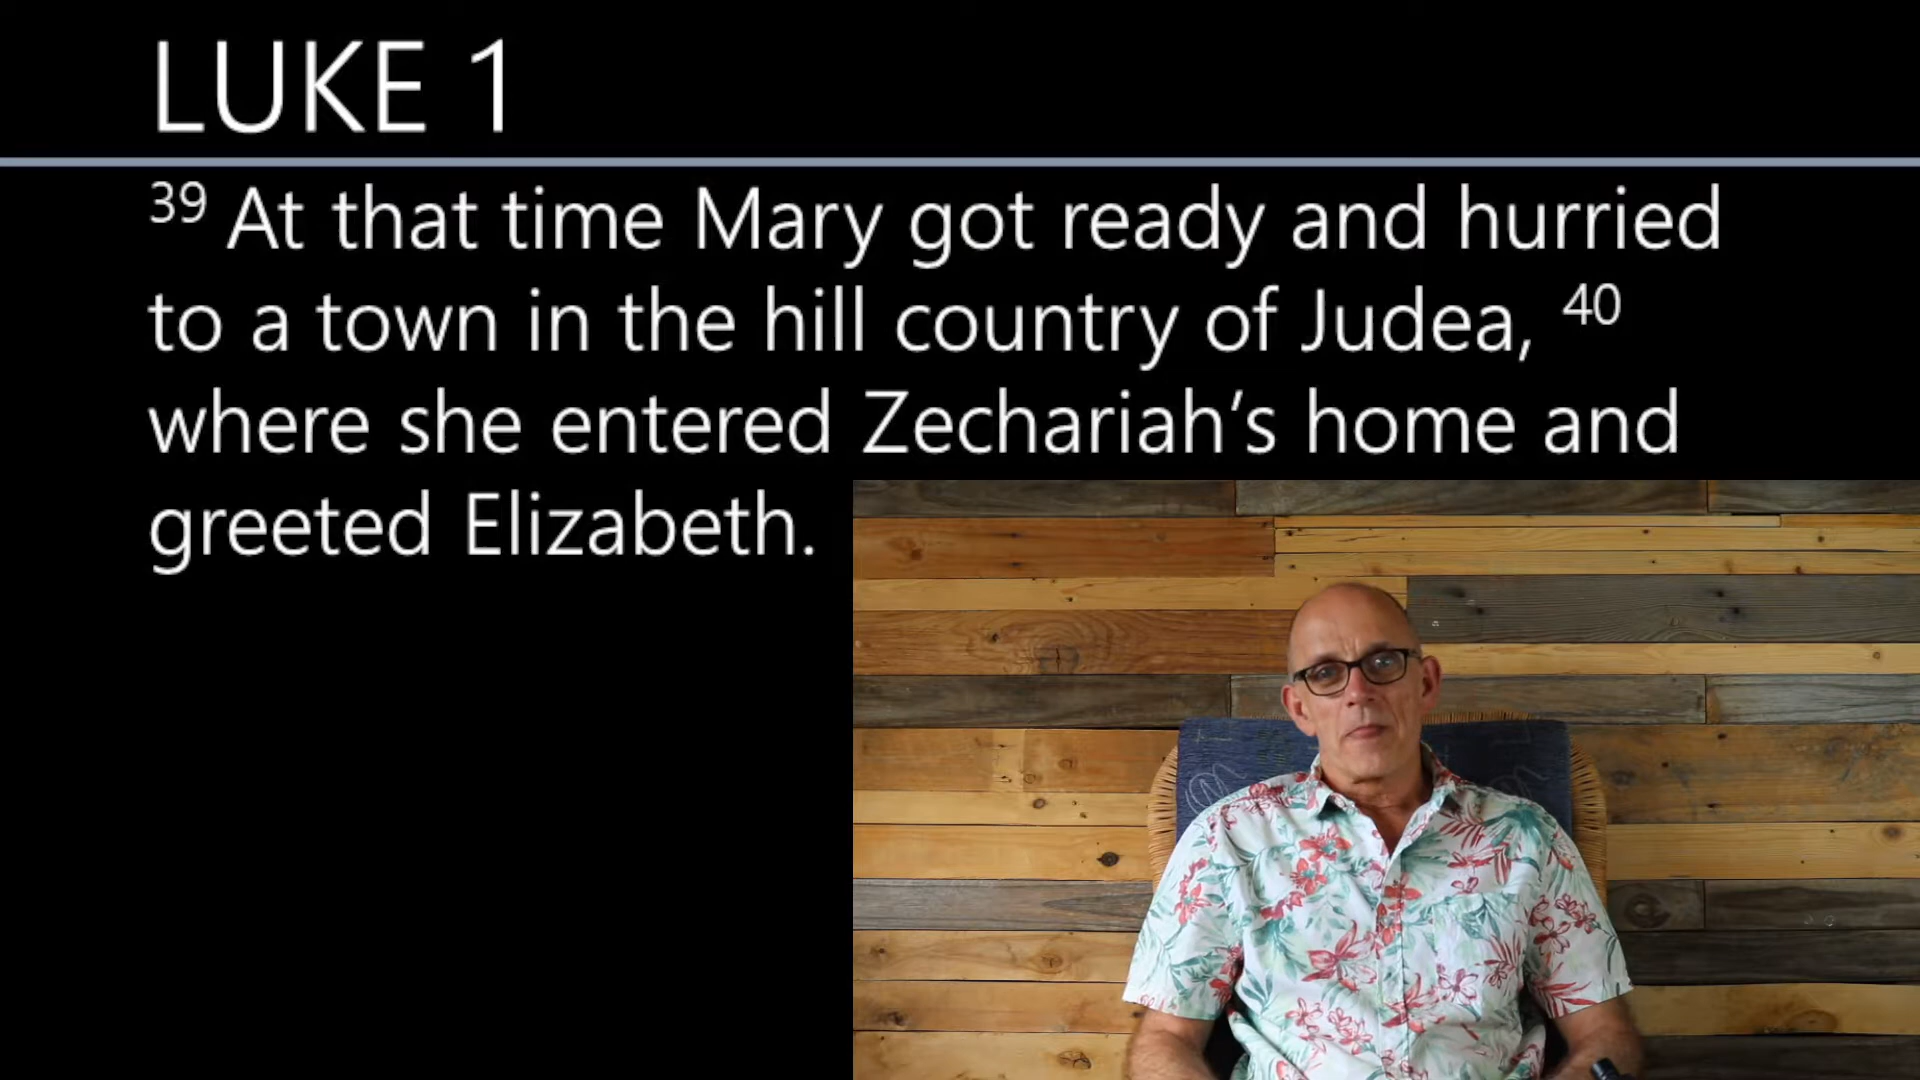 LUKE 1
39 At that time Mary got ready and hurried
to a town in the hill country of Judea, 40
where she entered Zechariah’s home and
greeted Elizabeth.